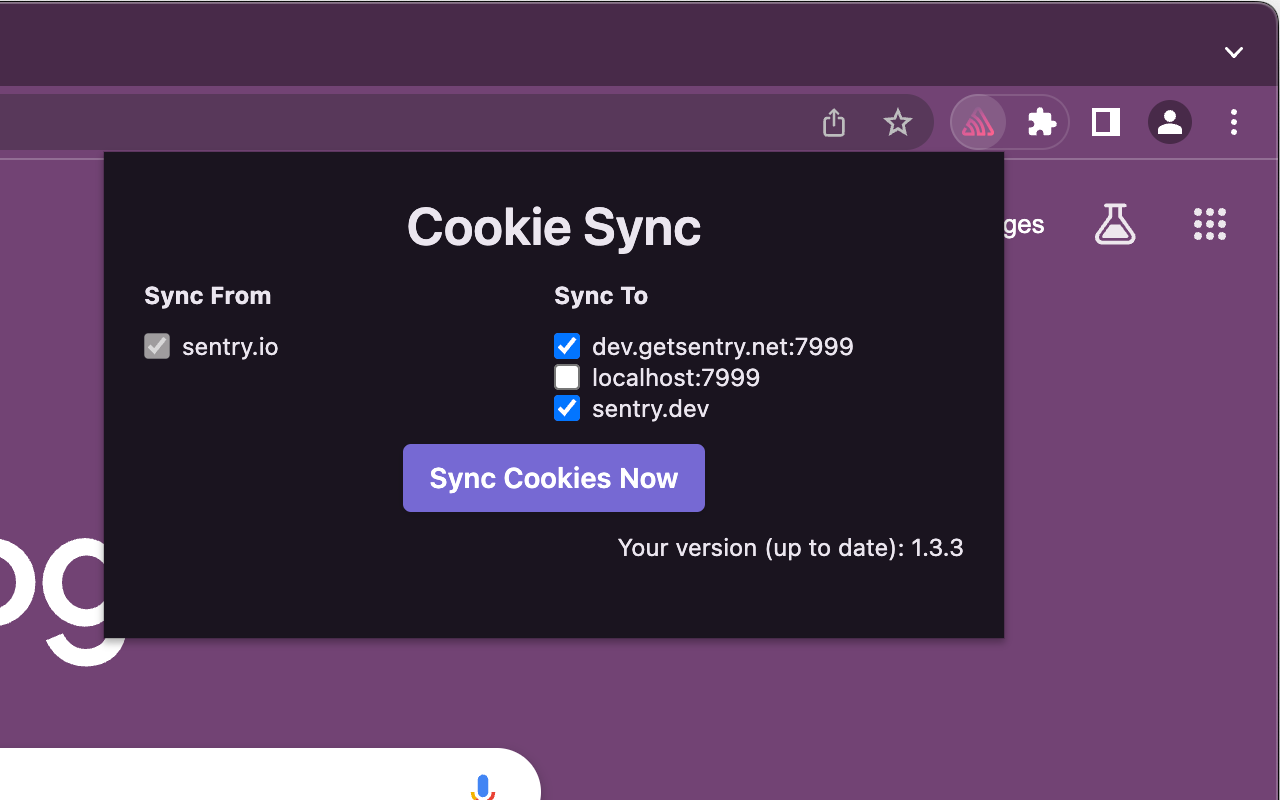 Cookie Sync
ges
Sync From
Sync To
sentry.io
dev.getsentry.net:7999
localhost:7999
sentry.dev
Sync Cookies Now
Your version (up to date): 1.3.3
og